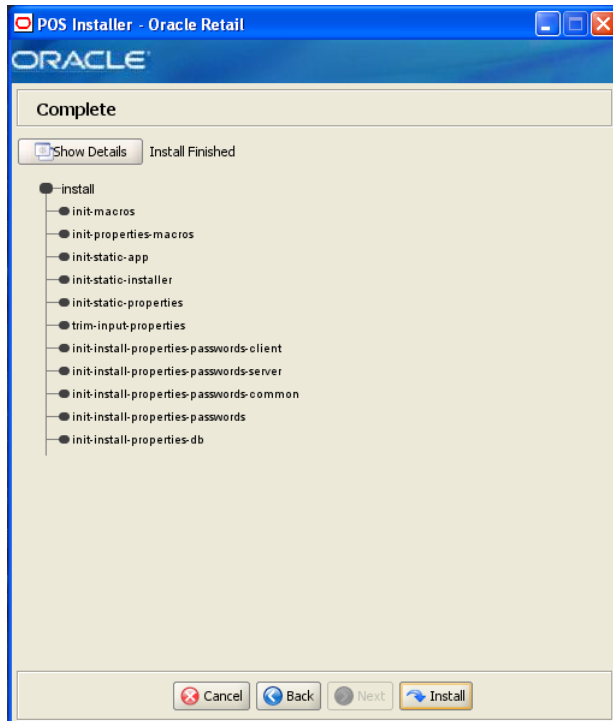 POS Installer - Oracle Retail
ORACLE
Complete
Show Details Install Finished
install
init-macros
init-properties-macros
init-static-app
init-static-installer
init-static-properties
trim-input-properties
init-install-properties-passwords-client
init-install-properties-passwords-server
init-install-properties-passwords-common
init-install-properties-passwords
init-install-properties-db
Cancel Back Next Install